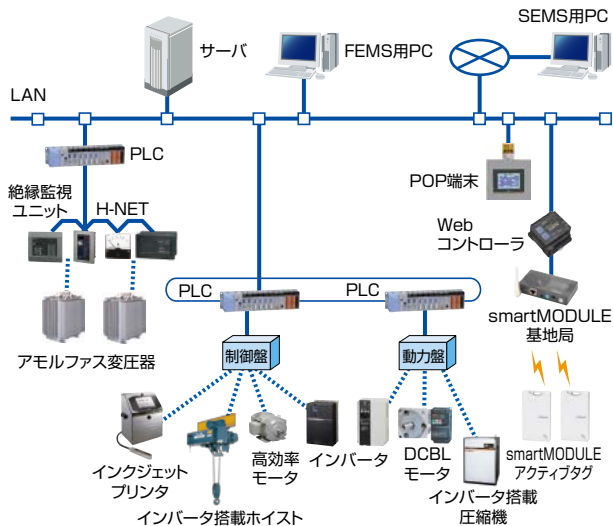 サーバ
FEMS用PC
SEMS用PC
LAN
PLC
POP端末
絶縁監視
ユニット
H-NET
Web
コントローラ
PLC
PLC
smartMODULE
基地局
アモルファス変圧器
制御盤
動力盤
インクジェット
プリンタ
インバータ搭載ホイスト
高効率
モータ
インバータ
DCBL
モータ
インバータ搭載
圧縮機
smartMODULE
アクティブタグ